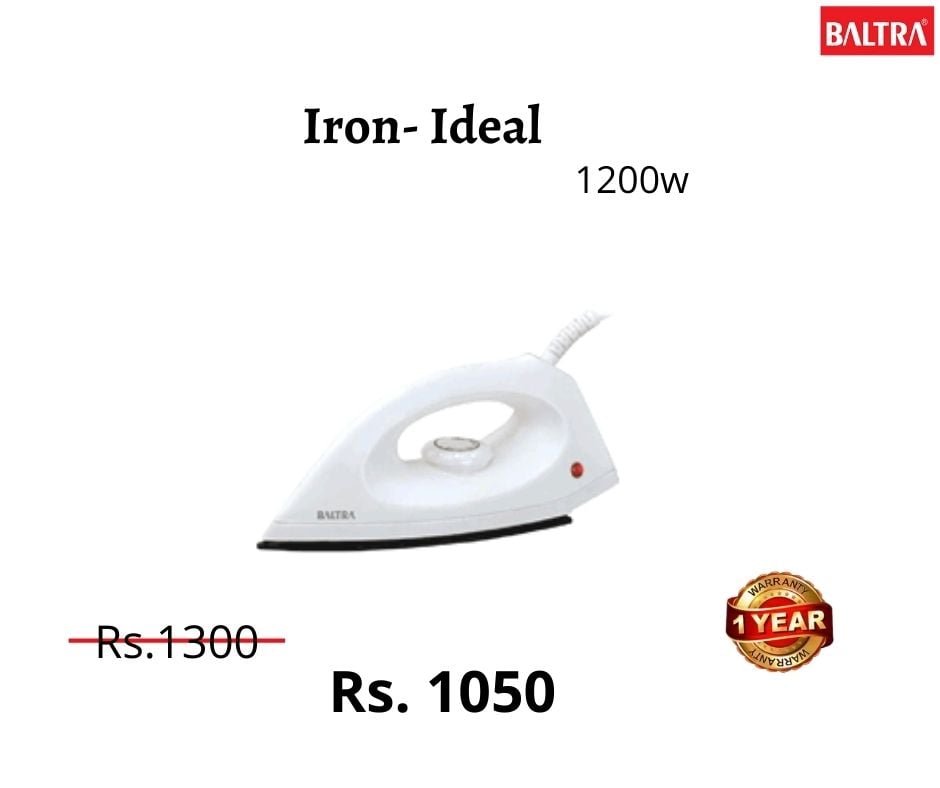 BALTRA®
Iron- Ideal
1200w
BALTRA
Rs.1300
Rs. 1050
WARRANTY
1 YEAR
WARRANTY